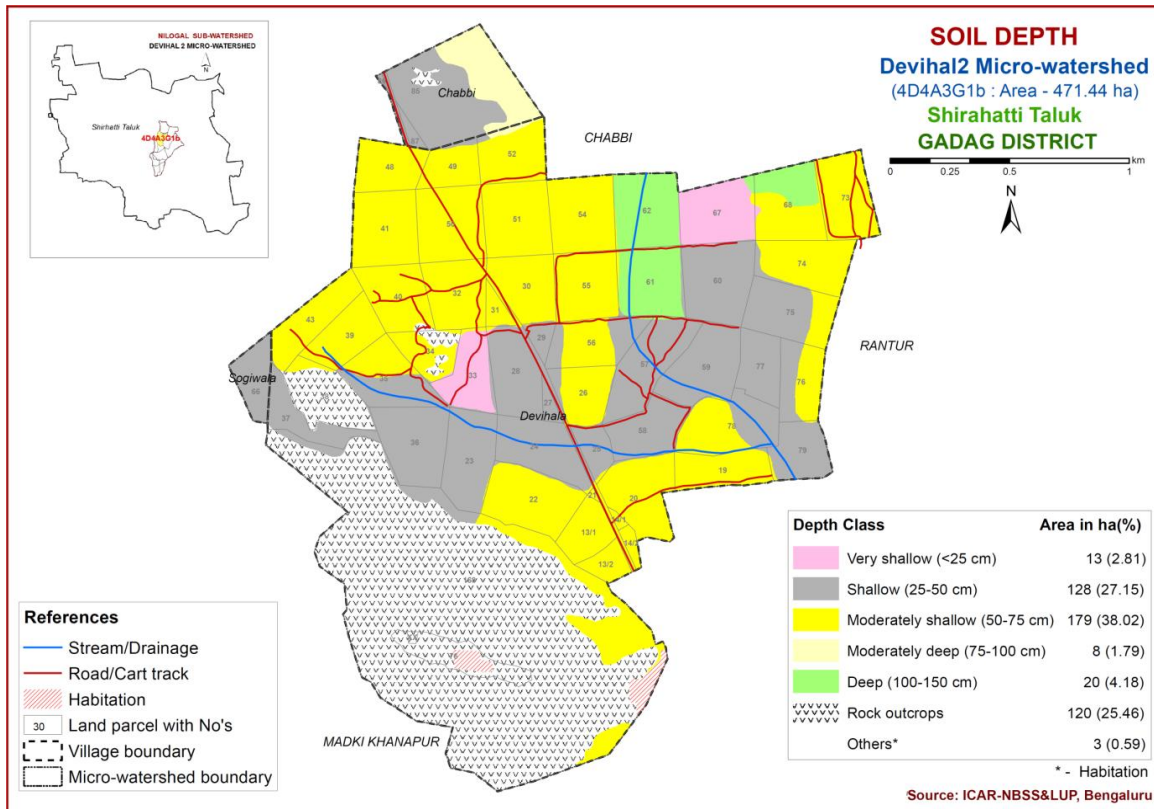 NILOGAL SUB-WATERSHED
DEVIHAL 2 MICRO-WATERSHED
N
Shirhatti Taluk
4D4A3G1b
SOIL DEPTH
Devihal2 Micro-watershed
(4D4A3G1b : Area - 471.44 ha)
Shirahatti Taluk
GADAG DISTRICT
km
0 0.25 0.5 1
N
Chabbi
CHABBI
52
48 49
50 51 54 62 67 68 73
41
74
40 32 30 55 61 60
31 75
43 39
29 56
34 57
RANTUR
33 28 59 77
Sogiwala
66
26 76
27
37
Devihala
58 78
36
24 25 79
23
19
22 21 20
13/1
13/2
MADKI KHANAPUR
Depth Class Area in ha(%)
Very shallow (<25 cm) 13 (2.81)
Shallow (25-50 cm) 128 (27.15)
Moderately shallow (50-75 cm) 179 (38.02)
Moderately deep (75-100 cm) 8 (1.79)
Deep (100-150 cm) 20 (4.18)
Rock outcrops 120 (25.46)
Others* 3 (0.59)
* - Habitation
Source: ICAR-NBSS&LUP, Bengaluru
References
Stream/Drainage
Road/Cart track
Habitation
30 Land parcel with No's
Village boundary
Micro-watershed boundary